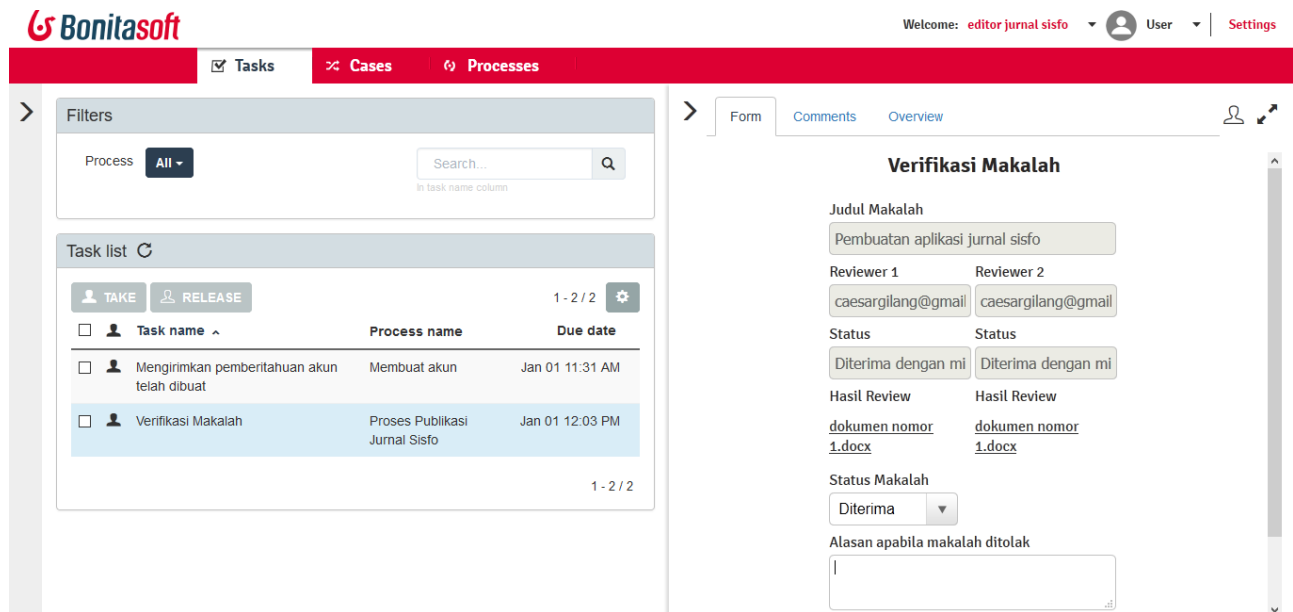 Bonitasoft
Welcome: editor jurnal sisfo User Settings
Tasks Cases Processes
Filters
Process All
Search...
in task name column
Task list
TAKE RELEASE 1 - 2 / 2
Task name Process name Due date
Mengirimkan pemberitahuan akun Membuat akun Jan 01 11:31 AM
telah dibuat
Verifikasi Makalah Proses Publikasi Jan 01 12:03 PM
Jurnal Sisfo
1 - 2 / 2
Form Comments Overview
Verifikasi Makalah
Judul Makalah
Pembuatan aplikasi jurnal sisfo
Reviewer 1 Reviewer 2
caesargilang@gmail caesargilang@gmail
Status Status
Diterima dengan mi Diterima dengan mi
Hasil Review Hasil Review
dokumen nomor dokumen nomor
1.docx 1.docx
Status Makalah
Diterima
Alasan apabila makalah ditolak